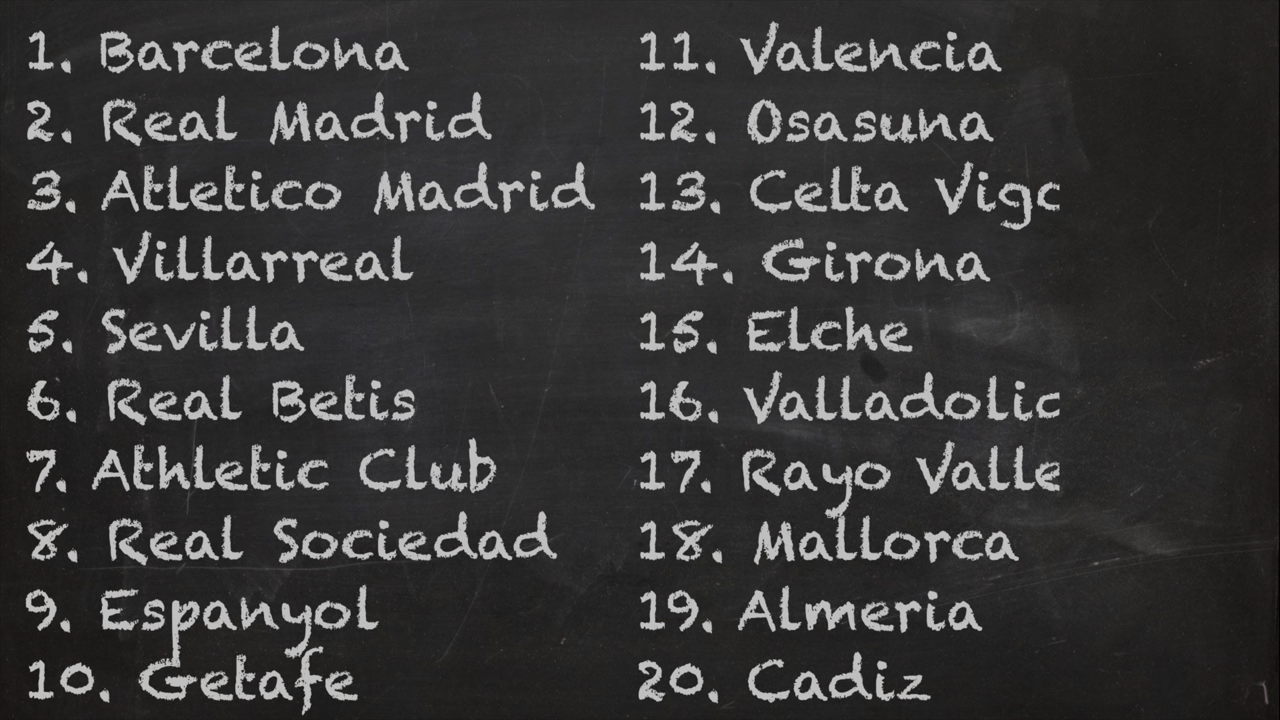 1. Barcelona
2. Real Madrid
3. Atletico Madrid
4. Villarreal
5. Sevilla
6. Real Betis
7. Athletic Club
8. Real Sociedad
9. Espanyol
10. Getafe
11. Valencia
12. Osasuna
13. Celta Vigo
14. Girona
15. Elche
16. Valladolid
17. Rayo Valle
18. Mallorca
19. Almeria
20. Cadiz